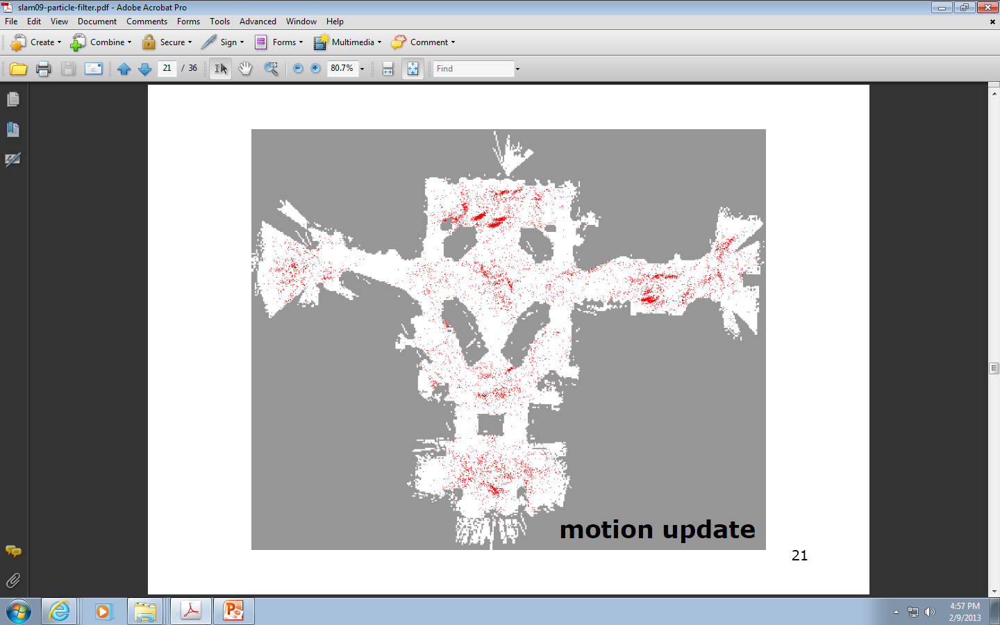 slam09-particle-filter.pdf - Adobe Acrobat Pro
File Edit View Document Comments Forms Tools Advanced Window Help
Create Combine Secure Sign Forms Multimedia Comment
21 / 36 80.7% Find
motion update
21
4:57 PM
2/9/2013